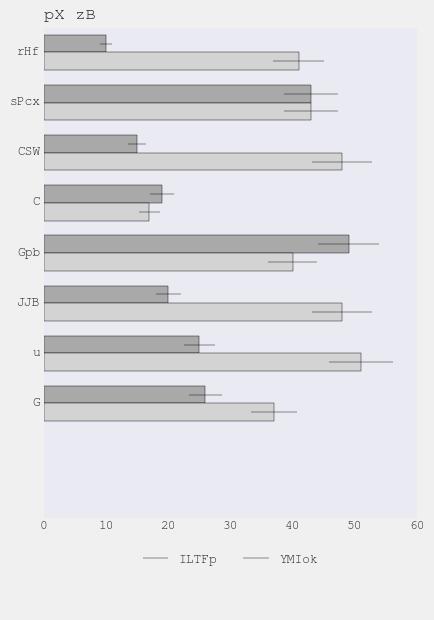 pX zB
rHf
sPcx
CSW
C
Gpb
JJB
u
G
0 10 20 30 40 50 60
ILTFp YMIok